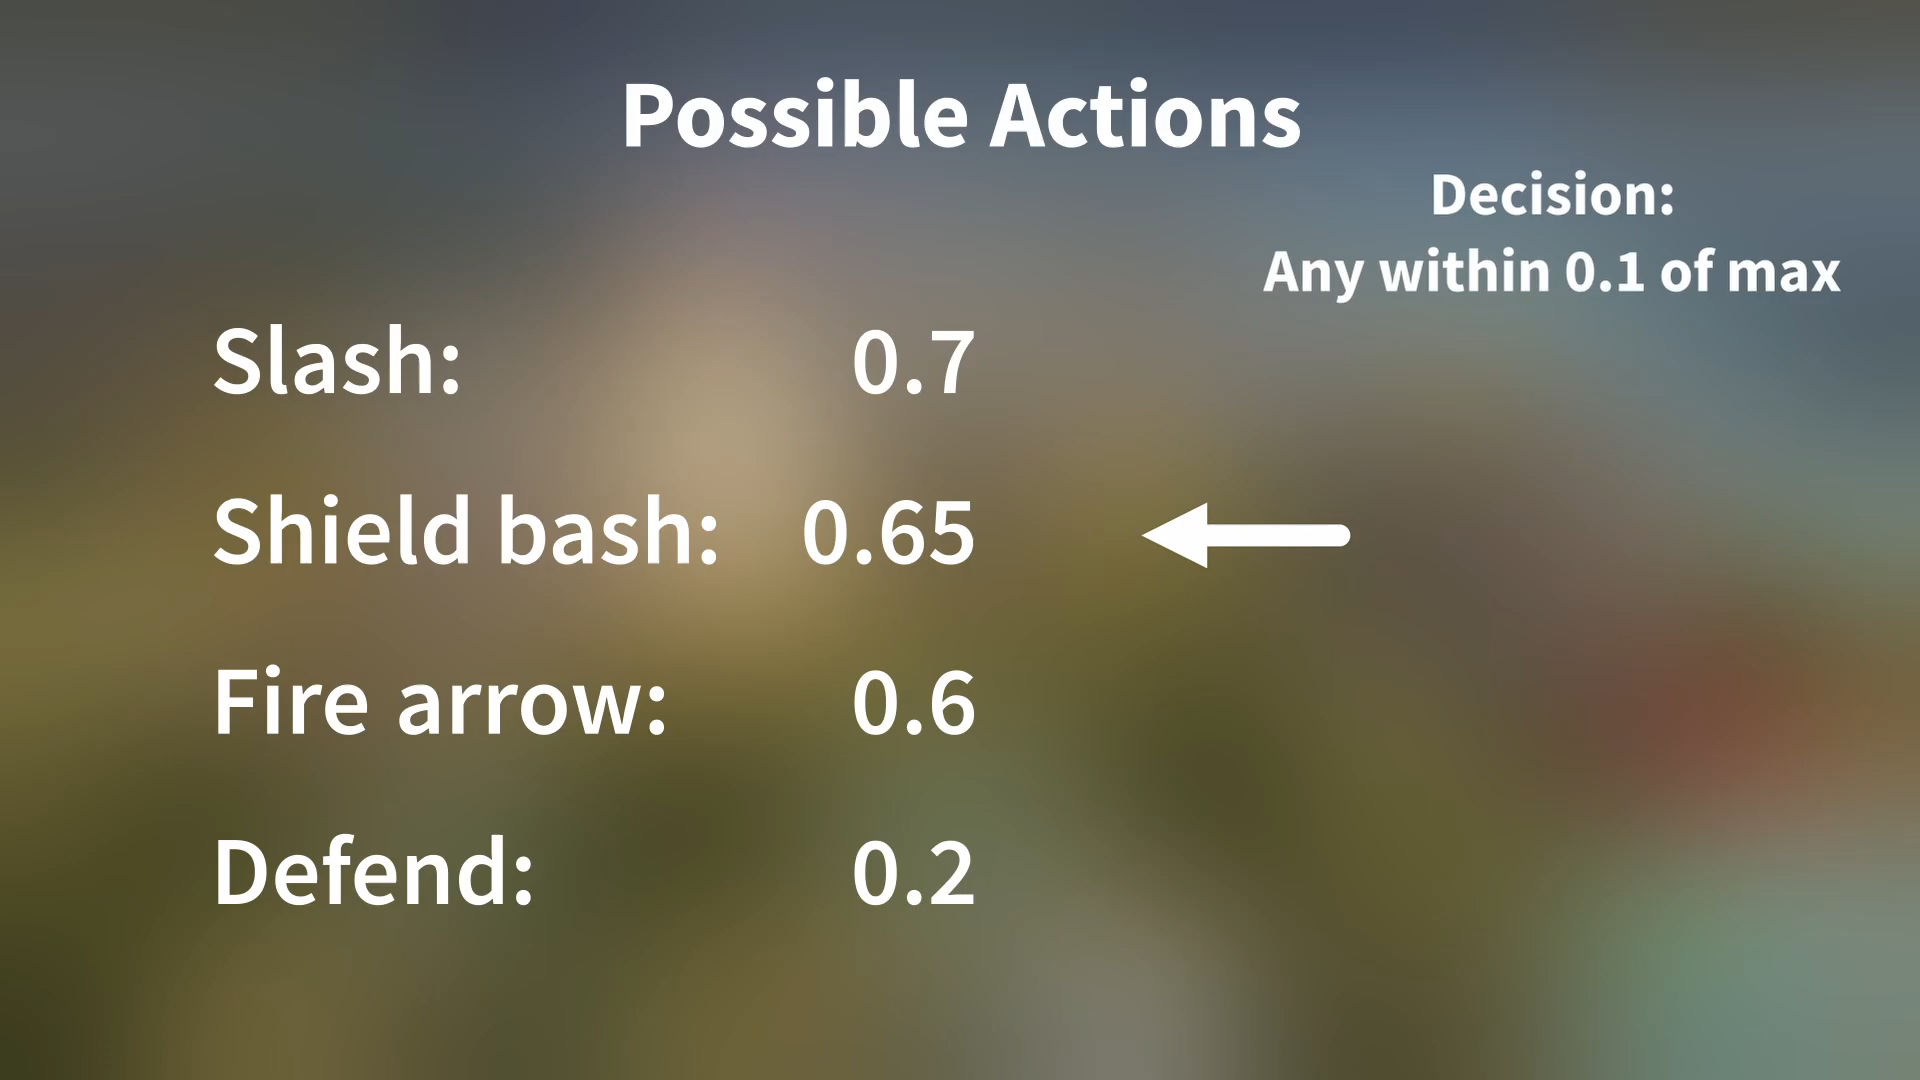 Possible Actions
Decision:
Any within 0.1 of max
Slash: 0.7
Shield bash: 0.65
Fire arrow: 0.6
Defend: 0.2